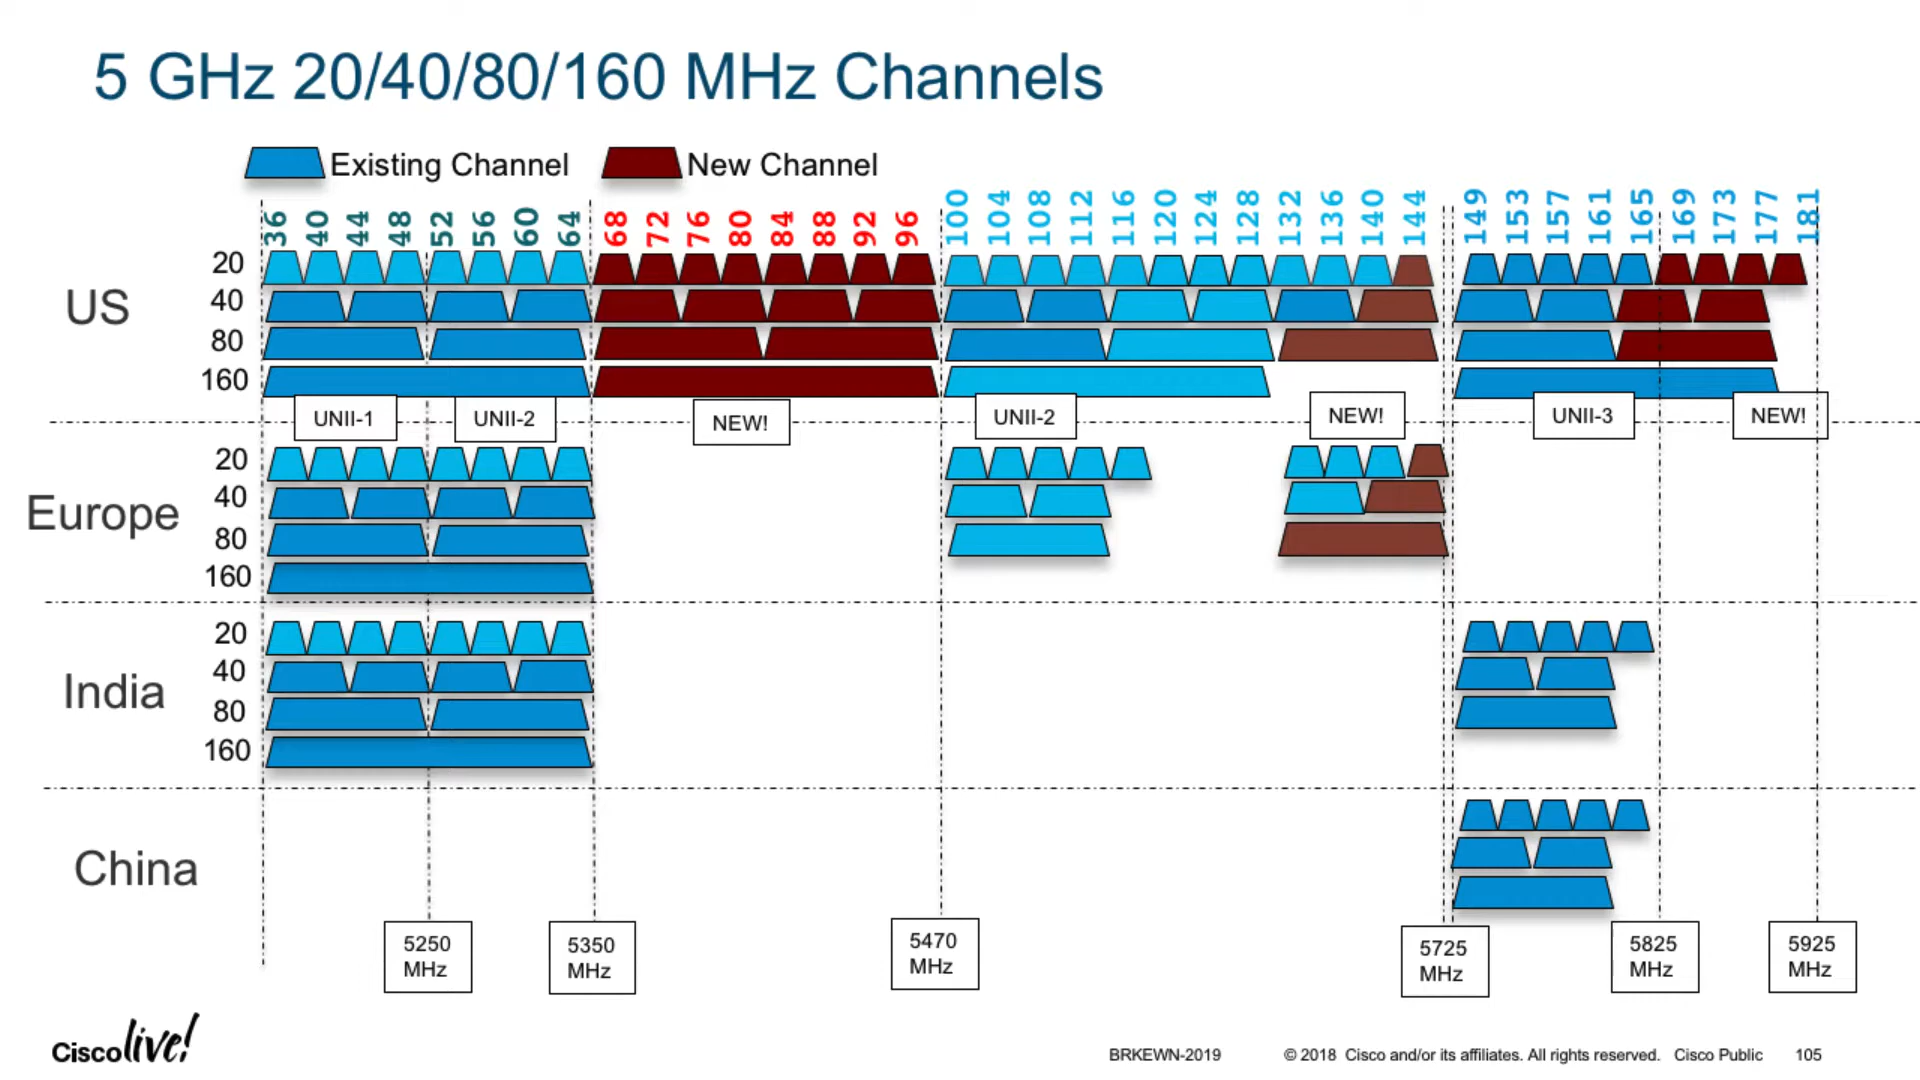 5 GHz 20/40/80/160 MHz Channels
Existing Channel New Channel
36 40 44 48 52 56 60 64 68 72 76 80 84 88 92 96 100 104 108 112 116 120 124 128 132 136 140 144 149 153 157 161 165 169 173 177 181
US
20
40
80
160
UNII-1 UNII-2 NEW! UNII-2 NEW! UNII-3 NEW!
Europe
20
40
80
160
India
20
40
80
160
China
5250 MHz
5350 MHz
5470 MHz
5725 MHz
5825 MHz
5925 MHz
Cisco live!
BRKEWN-2019 © 2018 Cisco and/or its affiliates. All rights reserved. Cisco Public 105